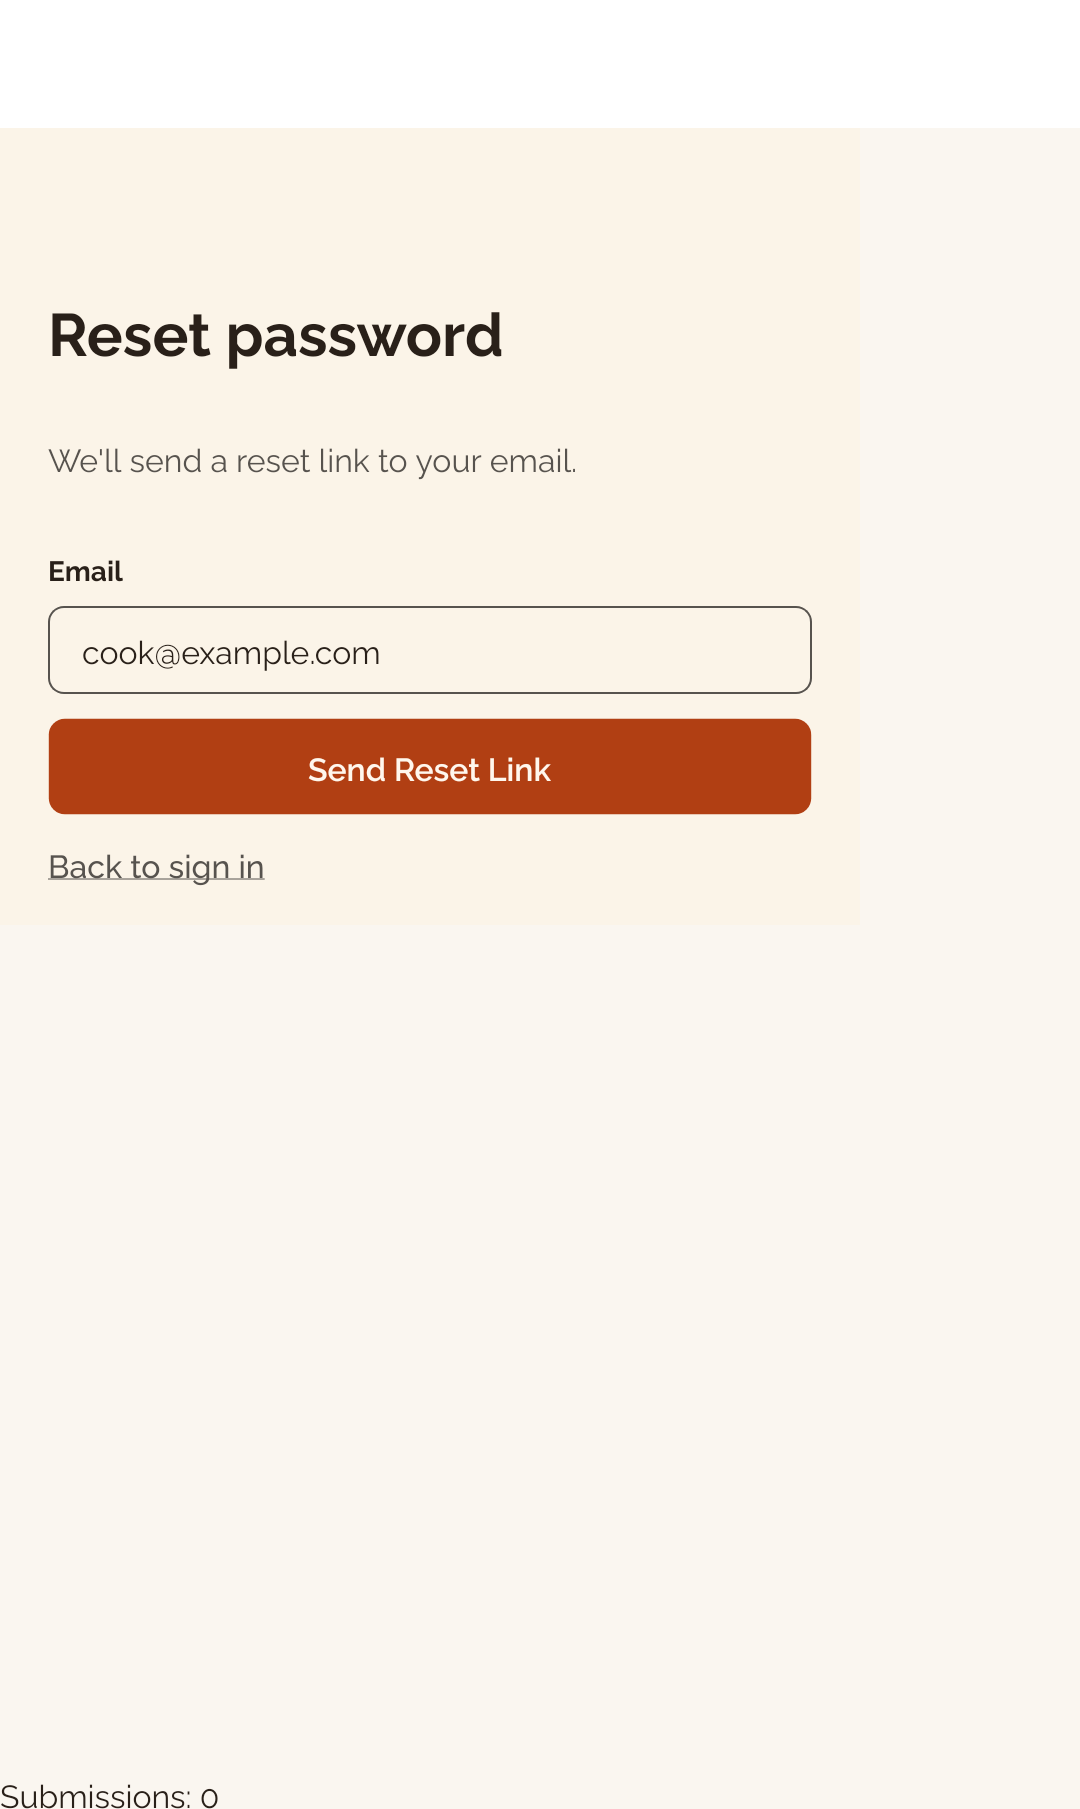 Reset password
We'll send a reset link to your email.
Email
cook@example.com
Send Reset Link
Back to sign in
Submissions: 0